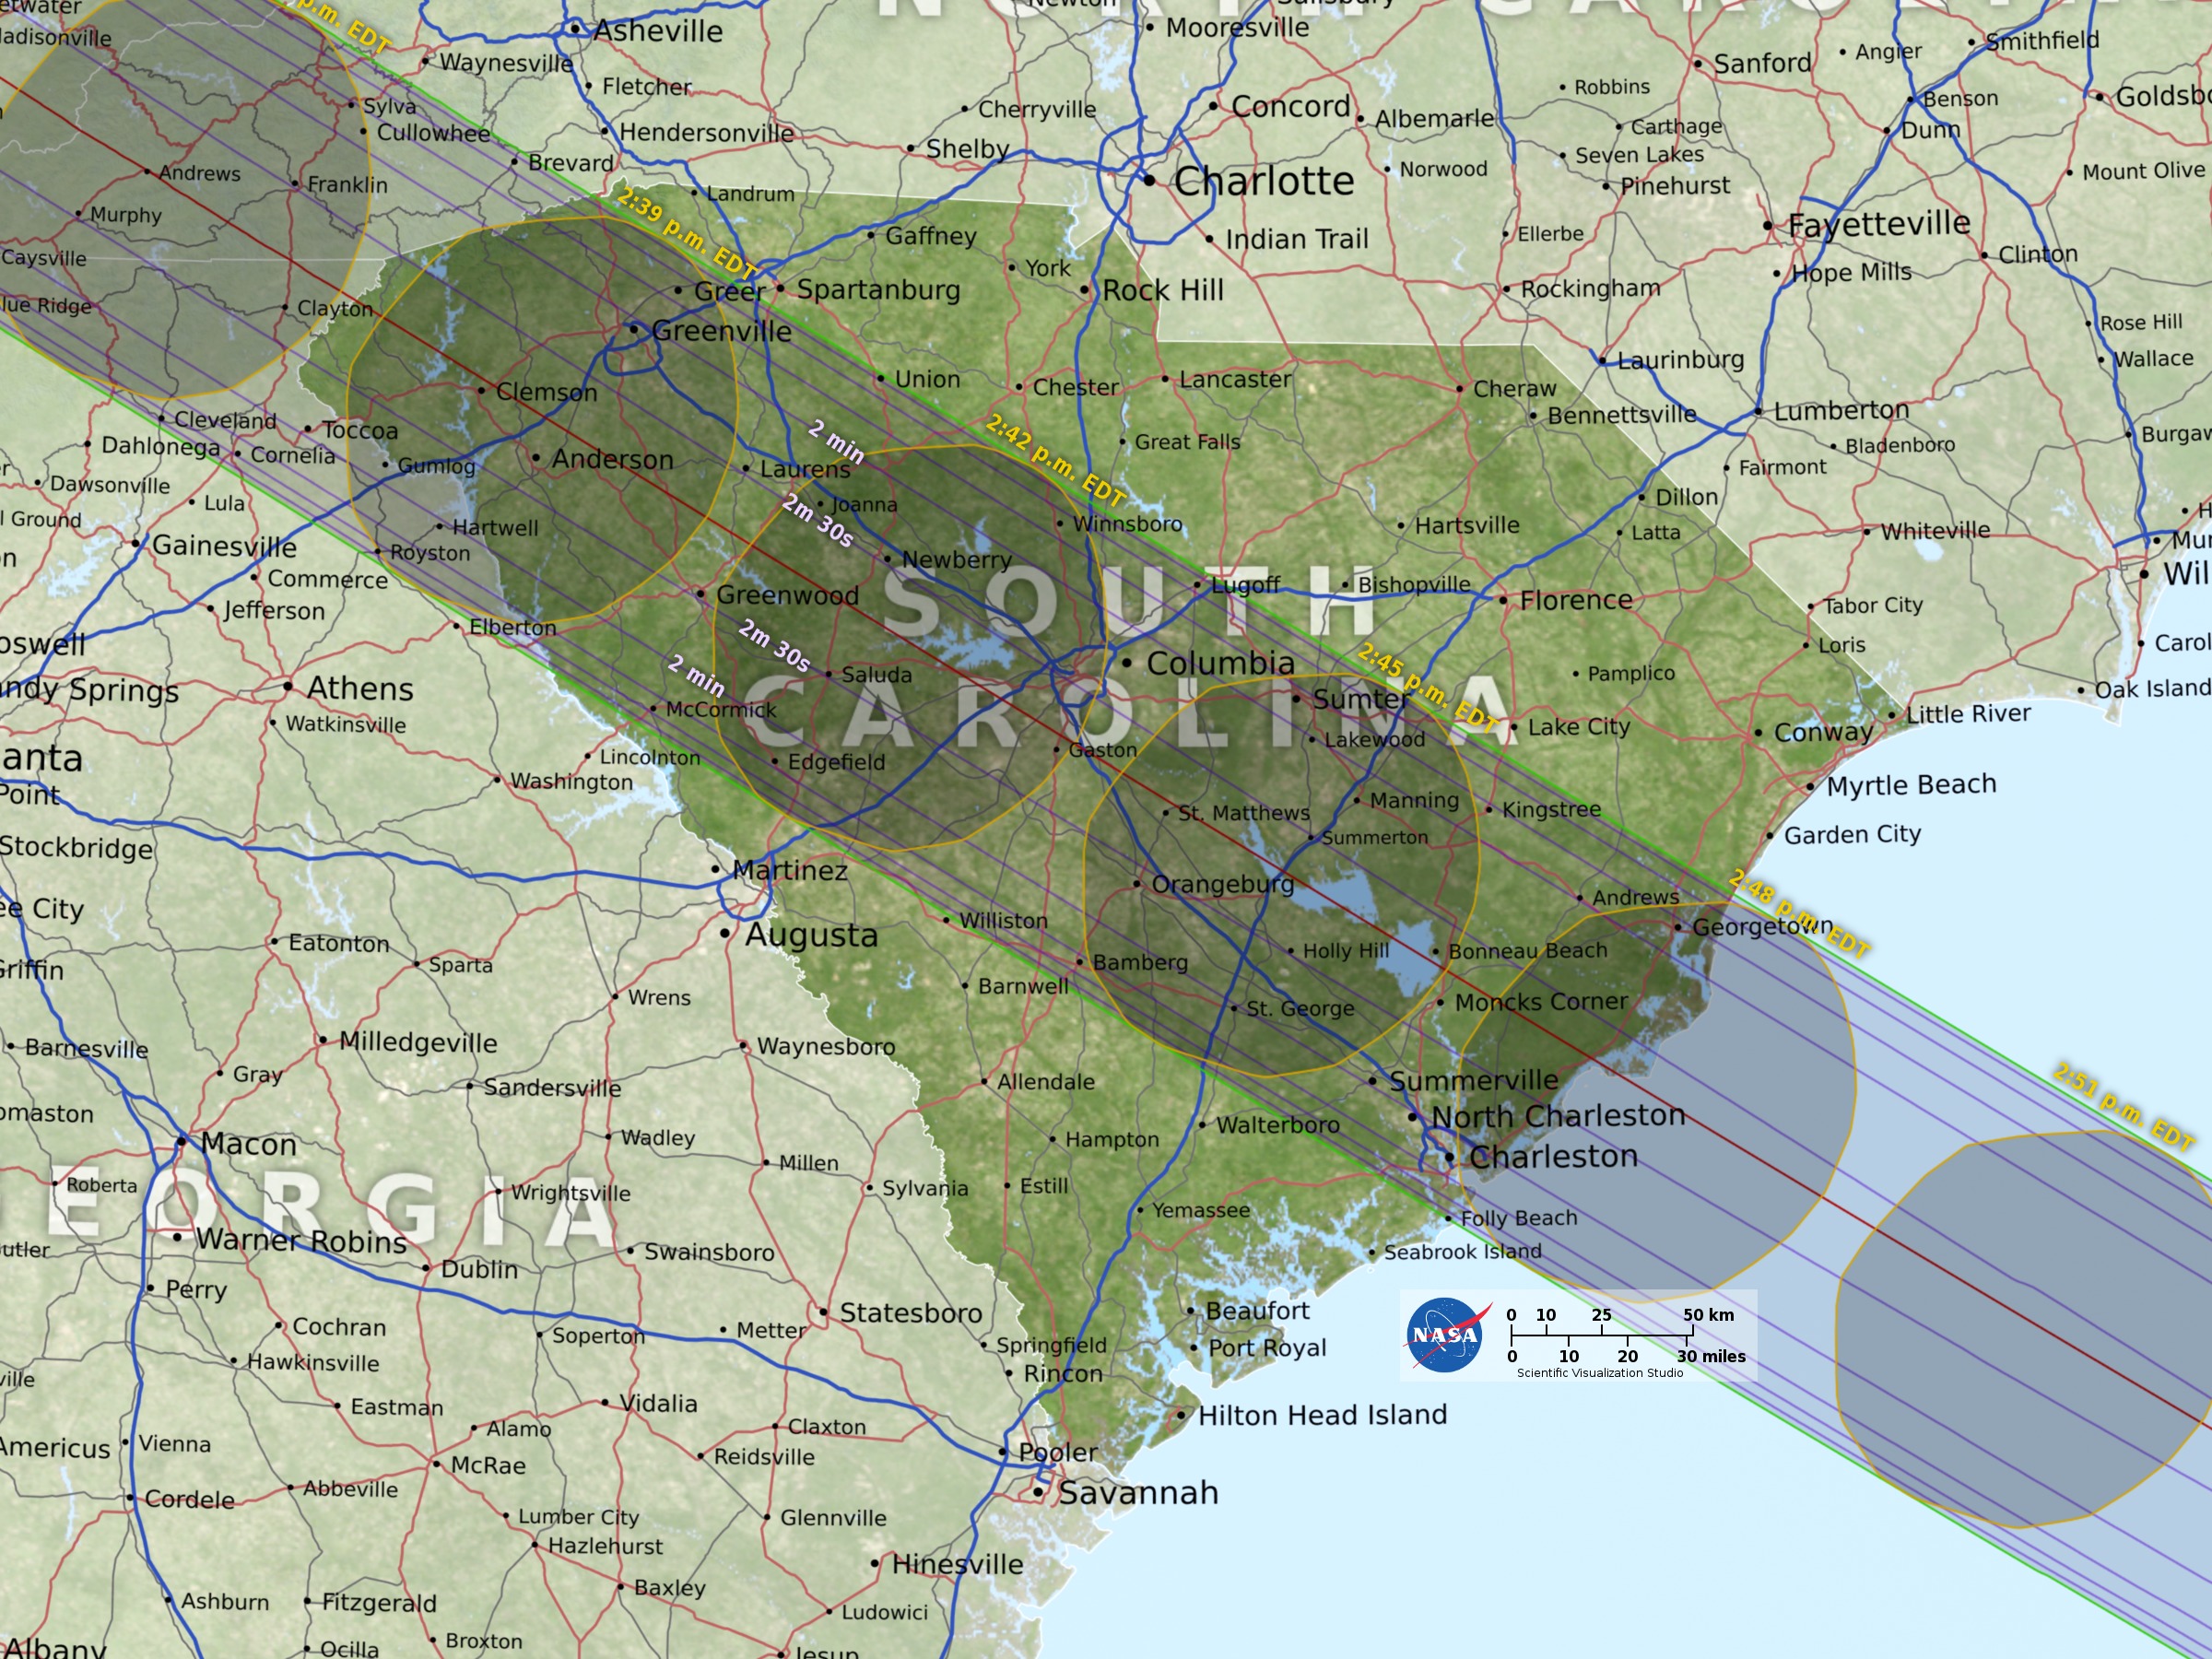 NORTH CAROLINA
Newton
Salisbury
Asheville
Mooresville
Smithfield
Angier
p.m. EDT
Madisonville
Waynesville
Sanford
Fletcher
Robbins
Benson
Goldsbo
Sylva
Cherryville
Concord
Albemarle
Carthage
Dunn
Cullowhee
Hendersonville
Shelby
Seven Lakes
Brevard
Norwood
Mount Olive
Andrews
Franklin
Charlotte
Pinehurst
Landrum
2:39 p.m. EDT
Murphy
Gaffney
Indian Trail
Ellerbe
Fayetteville
Caysville
York
Hope Mills
Clinton
lue Ridge
Clayton
Greer
Spartanburg
Rock Hill
Rockingham
Greenville
Rose Hill
Laurinburg
Wallace
Union
Chester
Lancaster
Cheraw
Clemson
Bennettsville
Lumberton
Cleveland
Toccoa
2 min
2:42 p.m. EDT
Great Falls
Bladenboro
Burgaw
Dahlonega
Cornelia
Gumlog
Anderson
Laurens
Fairmont
Dawsonville
Lula
Joanna
Dillon
l Ground
Hartwell
2m 30s
Winnsboro
Hartsville
Latta
Whiteville
Gainesville
Royston
Newberry
Mur
Commerce
Wil
Jefferson
Greenwood
SOUTH
Lugoff
Bishopville
Florence
Tabor City
oswell
Elberton
2m 30s
2:45 p.m. EDT
Loris
Carol
ndy Springs
Athens
2 min
Saluda
Columbia
Pamplico
Oak Island
Watkinsville
McCormick
CAROLINA
Sumter
Lake City
Little River
anta
Lincolnton
Edgefield
Gaston
Lakewood
Conway
Point
Washington
St. Matthews
Manning
Kingstree
Myrtle Beach
Stockbridge
Summerton
Garden City
Martinez
Orangeburg
2:48 p.m. EDT
ee City
Andrews
Georgetown
Augusta
Williston
Eatonton
Holly Hill
Bonneau Beach
Griffin
Sparta
Bamberg
Wrens
Barnwell
St. George
Moncks Corner
Barnesville
Milledgeville
Waynesboro
2:51 p.m. EDT
Gray
Sandersville
Allendale
Summerville
omaston
Walterboro
North Charleston
Macon
Wadley
Hampton
Charleston
Millen
Roberta
GEORGIA
Wrightsville
Sylvania
Estill
Yemassee
Folly Beach
utler
Warner Robins
Swainsboro
Seabrook Island
Dublin
Perry
Beaufort
Statesboro
Port Royal
Cochran
Soperton
Metter
Springfield
NASA
0 10 25 50 km
0 10 20 30 miles
Scientific Visualization Studio
Hawkinsville
Rincon
ville
Eastman
Vidalia
Hilton Head Island
Americus
Vienna
Alamo
Claxton
Reidsville
Pooler
McRae
Cordele
Abbeville
Savannah
Lumber City
Glennville
Hazlehurst
Hinesville
Baxley
Ashburn
Fitzgerald
Ludowici
Albany
Ocilla
Broxton
Jesup